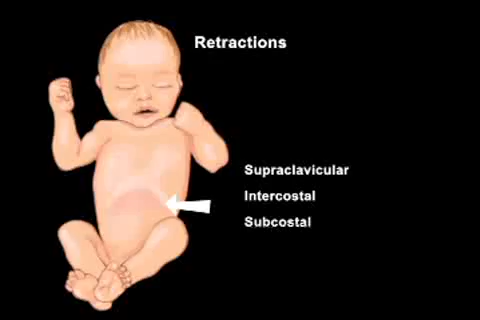 Retractions
Supraclavicular
Intercostal
Subcostal